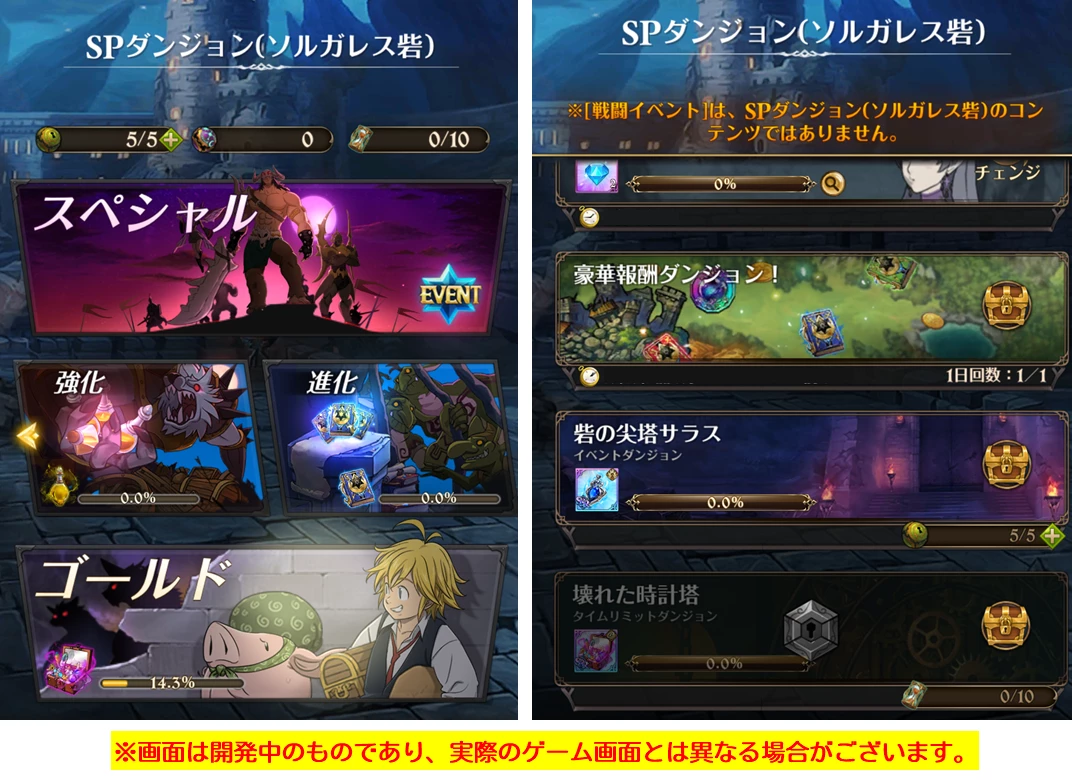 SPダンジョン(ソルガレス砦)
5/5
0
0/10
スペシャル
EVENT
強化
0.0%
進化
0.0%
ゴールド
14.3%
SPダンジョン(ソルガレス砦)
※[戦闘イベント]は、SPダンジョン(ソルガレス砦)のコン
テンツではありません。
チェンジ
2
0%
豪華報酬ダンジョン！
1日回数：1/1
砦の尖塔サラス
イベントダンジョン
0.0%
5/5
壊れた時計塔
タイムリミットダンジョン
0.0%
0/10
※画面は開発中のものであり、実際のゲーム画面とは異なる場合がございます。